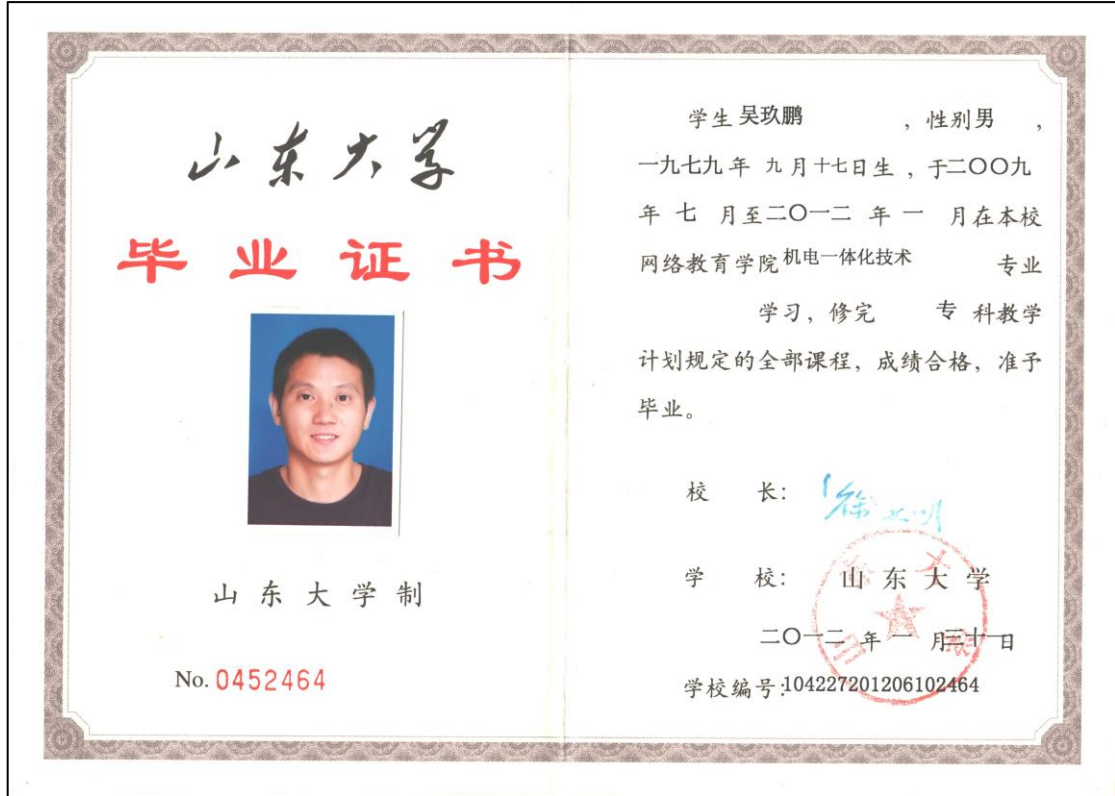 山东大学
毕业证书
山东大学制
No. 0452464
学生 吴玖鹏 ，性别 男 ，
一九七九 年 九 月 十七 日生 ，于二〇〇九
年 七 月至 二〇一二 年 一 月在本校
网络教育学院 机电一体化技术 专业
学习，修完 专 科教学
计划规定的全部课程，成绩合格，准予
毕业。
校 长：
学 校： 山东大学
二〇一二 年 一 月 三十一 日
学校编号：104227201206102464